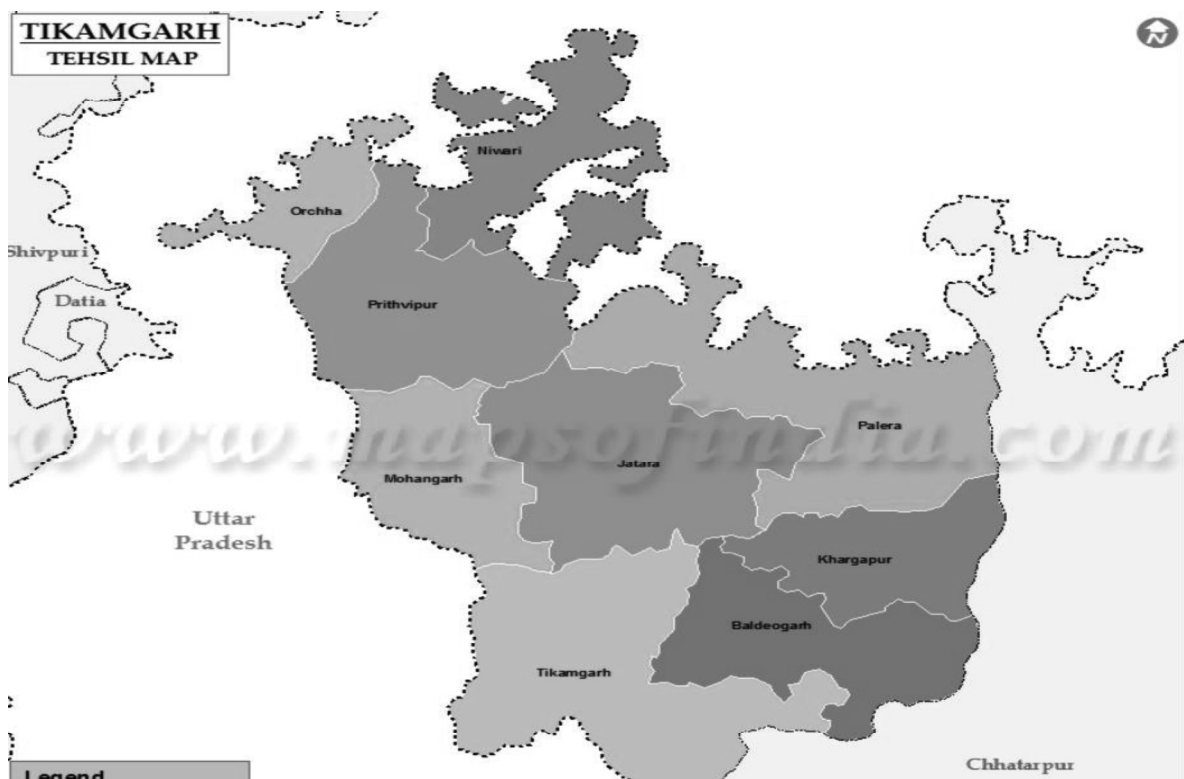 TIKAMGARH
TEHSIL MAP
N
Niwari
Orchha
Shivpuri
Datia
Prithvipur
Palera
www.mapsofindia.com
Jatara
Mohangarh
Uttar
Pradesh
Khargapur
Baldeogarh
Tikamgarh
Chhatarpur
Legend